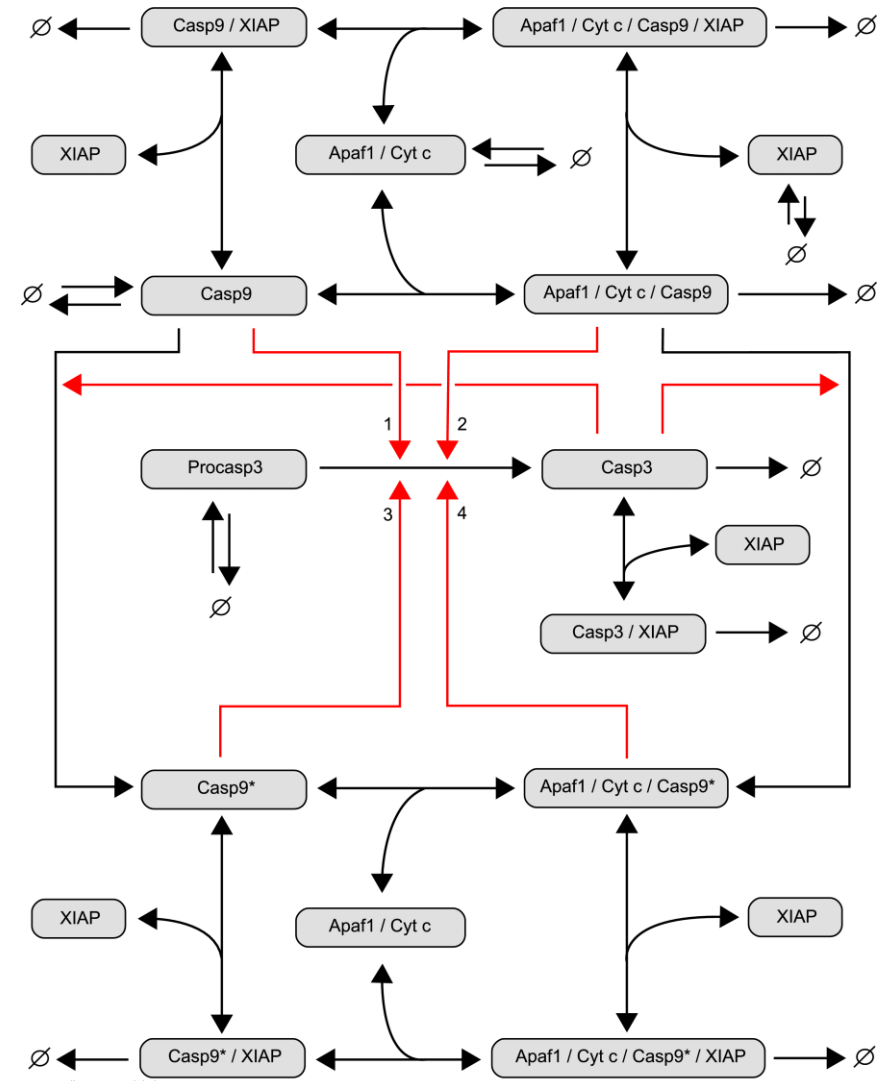 ∅ Casp9 / XIAP Apaf1 / Cyt c / Casp9 / XIAP ∅
XIAP Apaf1 / Cyt c ∅ XIAP
∅
∅ Casp9 Apaf1 / Cyt c / Casp9 ∅
1 2
Procasp3 Casp3 ∅
3 4
XIAP
∅
Casp3 / XIAP ∅
Casp9* Apaf1 / Cyt c / Casp9*
XIAP Apaf1 / Cyt c XIAP
∅ Casp9* / XIAP Apaf1 / Cyt c / Casp9* / XIAP ∅